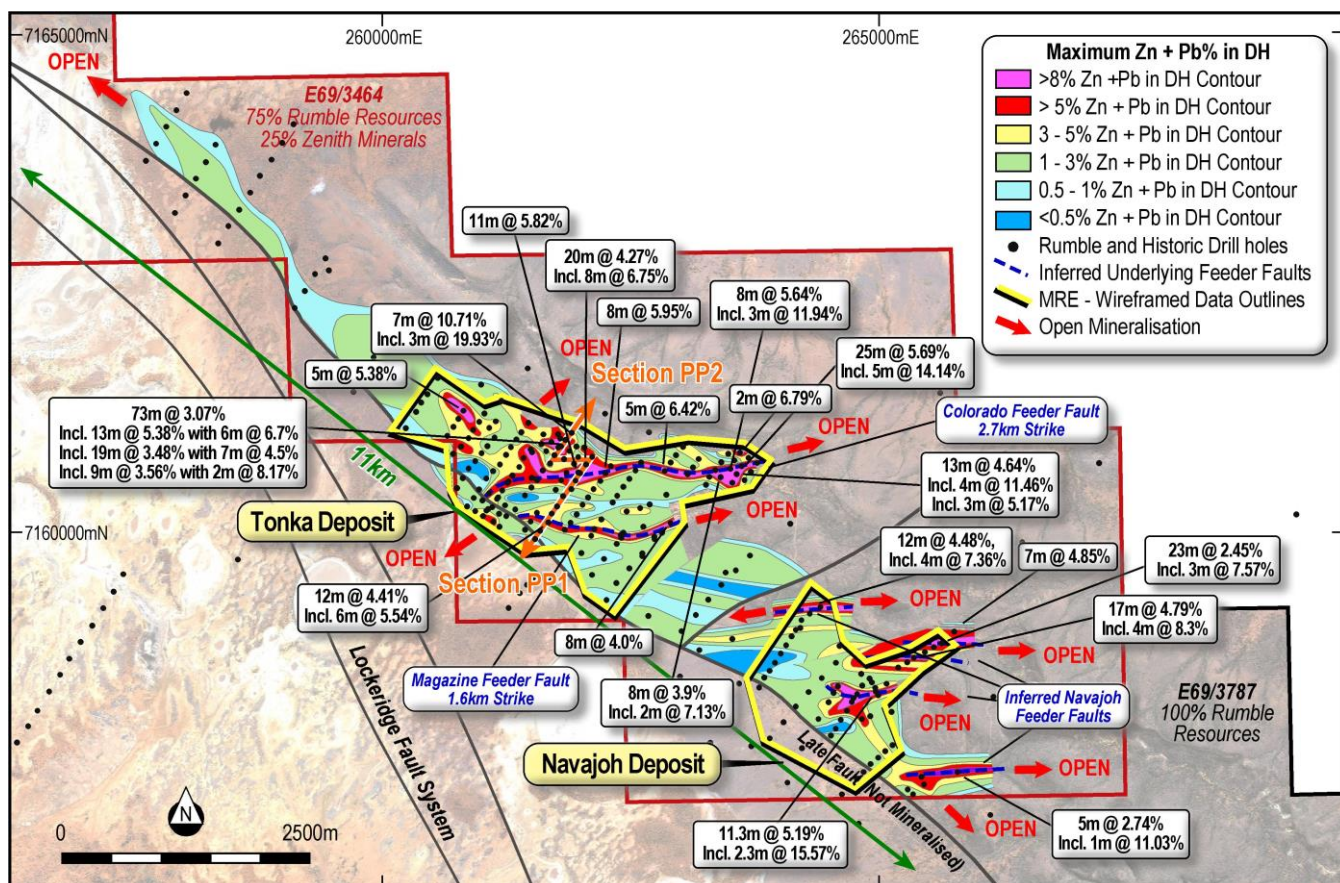 260000mE
265000mE
7165000mN
OPEN
E69/3464
75% Rumble Resources
25% Zenith Minerals
Maximum Zn + Pb% in DH
>8% Zn +Pb in DH Contour
> 5% Zn + Pb in DH Contour
3 - 5% Zn + Pb in DH Contour
1 - 3% Zn + Pb in DH Contour
0.5 - 1% Zn + Pb in DH Contour
<0.5% Zn + Pb in DH Contour
Rumble and Historic Drill holes
Inferred Underlying Feeder Faults
MRE - Wireframed Data Outlines
Open Mineralisation
11m @ 5.82%
20m @ 4.27%
Incl. 8m @ 6.75%
8m @ 5.95%
8m @ 5.64%
Incl. 3m @ 11.94%
7m @ 10.71%
Incl. 3m @ 19.93%
25m @ 5.69%
Incl. 5m @ 14.14%
5m @ 5.38%
OPEN
Section PP2
5m @ 6.42%
2m @ 6.79%
OPEN
Colorado Feeder Fault
2.7km Strike
73m @ 3.07%
Incl. 13m @ 5.38% with 6m @ 6.7%
Incl. 19m @ 3.48% with 7m @ 4.5%
Incl. 9m @ 3.56% with 2m @ 8.17%
11km
13m @ 4.64%
Incl. 4m @ 11.46%
Incl. 3m @ 5.17%
7160000mN
Tonka Deposit
OPEN
OPEN
Section PP1
12m @ 4.48%,
Incl. 4m @ 7.36%
7m @ 4.85%
23m @ 2.45%
Incl. 3m @ 7.57%
12m @ 4.41%
Incl. 6m @ 5.54%
8m @ 4.0%
OPEN
17m @ 4.79%
Incl. 4m @ 8.3%
OPEN
Magazine Feeder Fault
1.6km Strike
8m @ 3.9%
Incl. 2m @ 7.13%
Inferred Navajoh
Feeder Faults
OPEN
E69/3787
100% Rumble
Resources
Lockeridge Fault System
Navajoh Deposit
Late Fault (Not Mineralised)
OPEN
N
0
2500m
11.3m @ 5.19%
Incl. 2.3m @ 15.57%
5m @ 2.74%
Incl. 1m @ 11.03%
OPEN